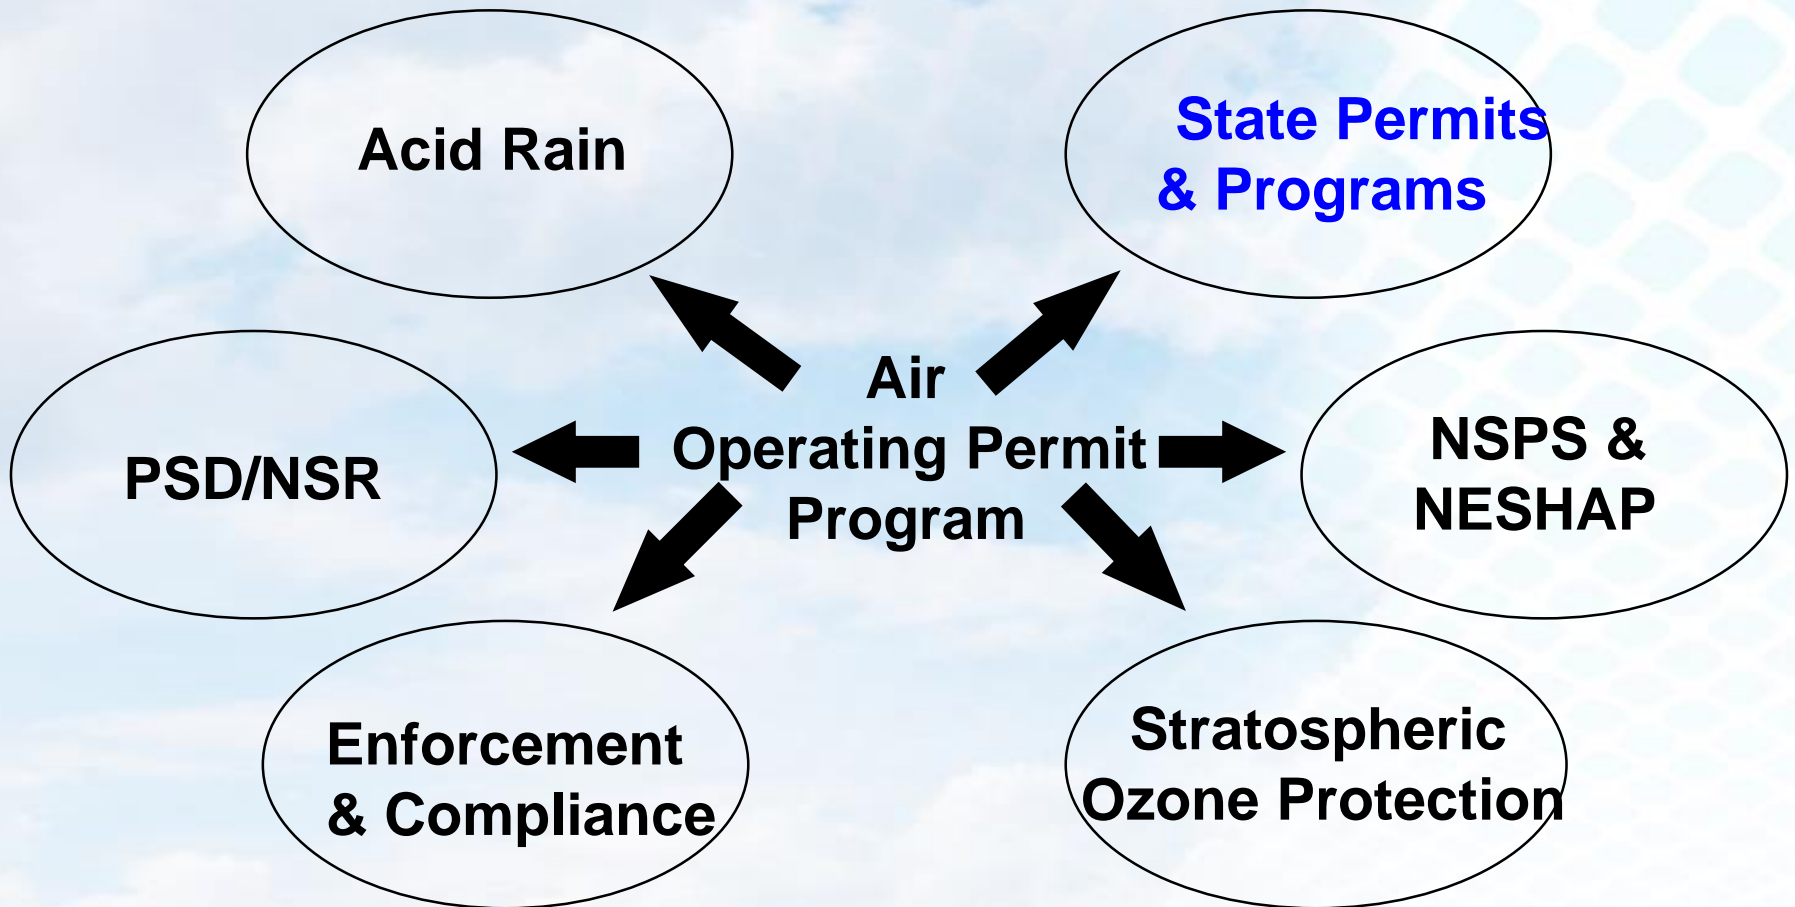 Acid Rain
State Permits
& Programs
Air
Operating Permit
Program
PSD/NSR
NSPS &
NESHAP
Enforcement
& Compliance
Stratospheric
Ozone Protection